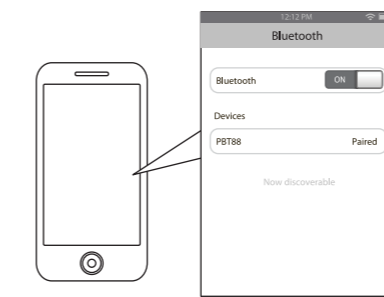 12:12 PM
Bluetooth
Bluetooth ON
Devices
PBT88 Paired
Now discoverable